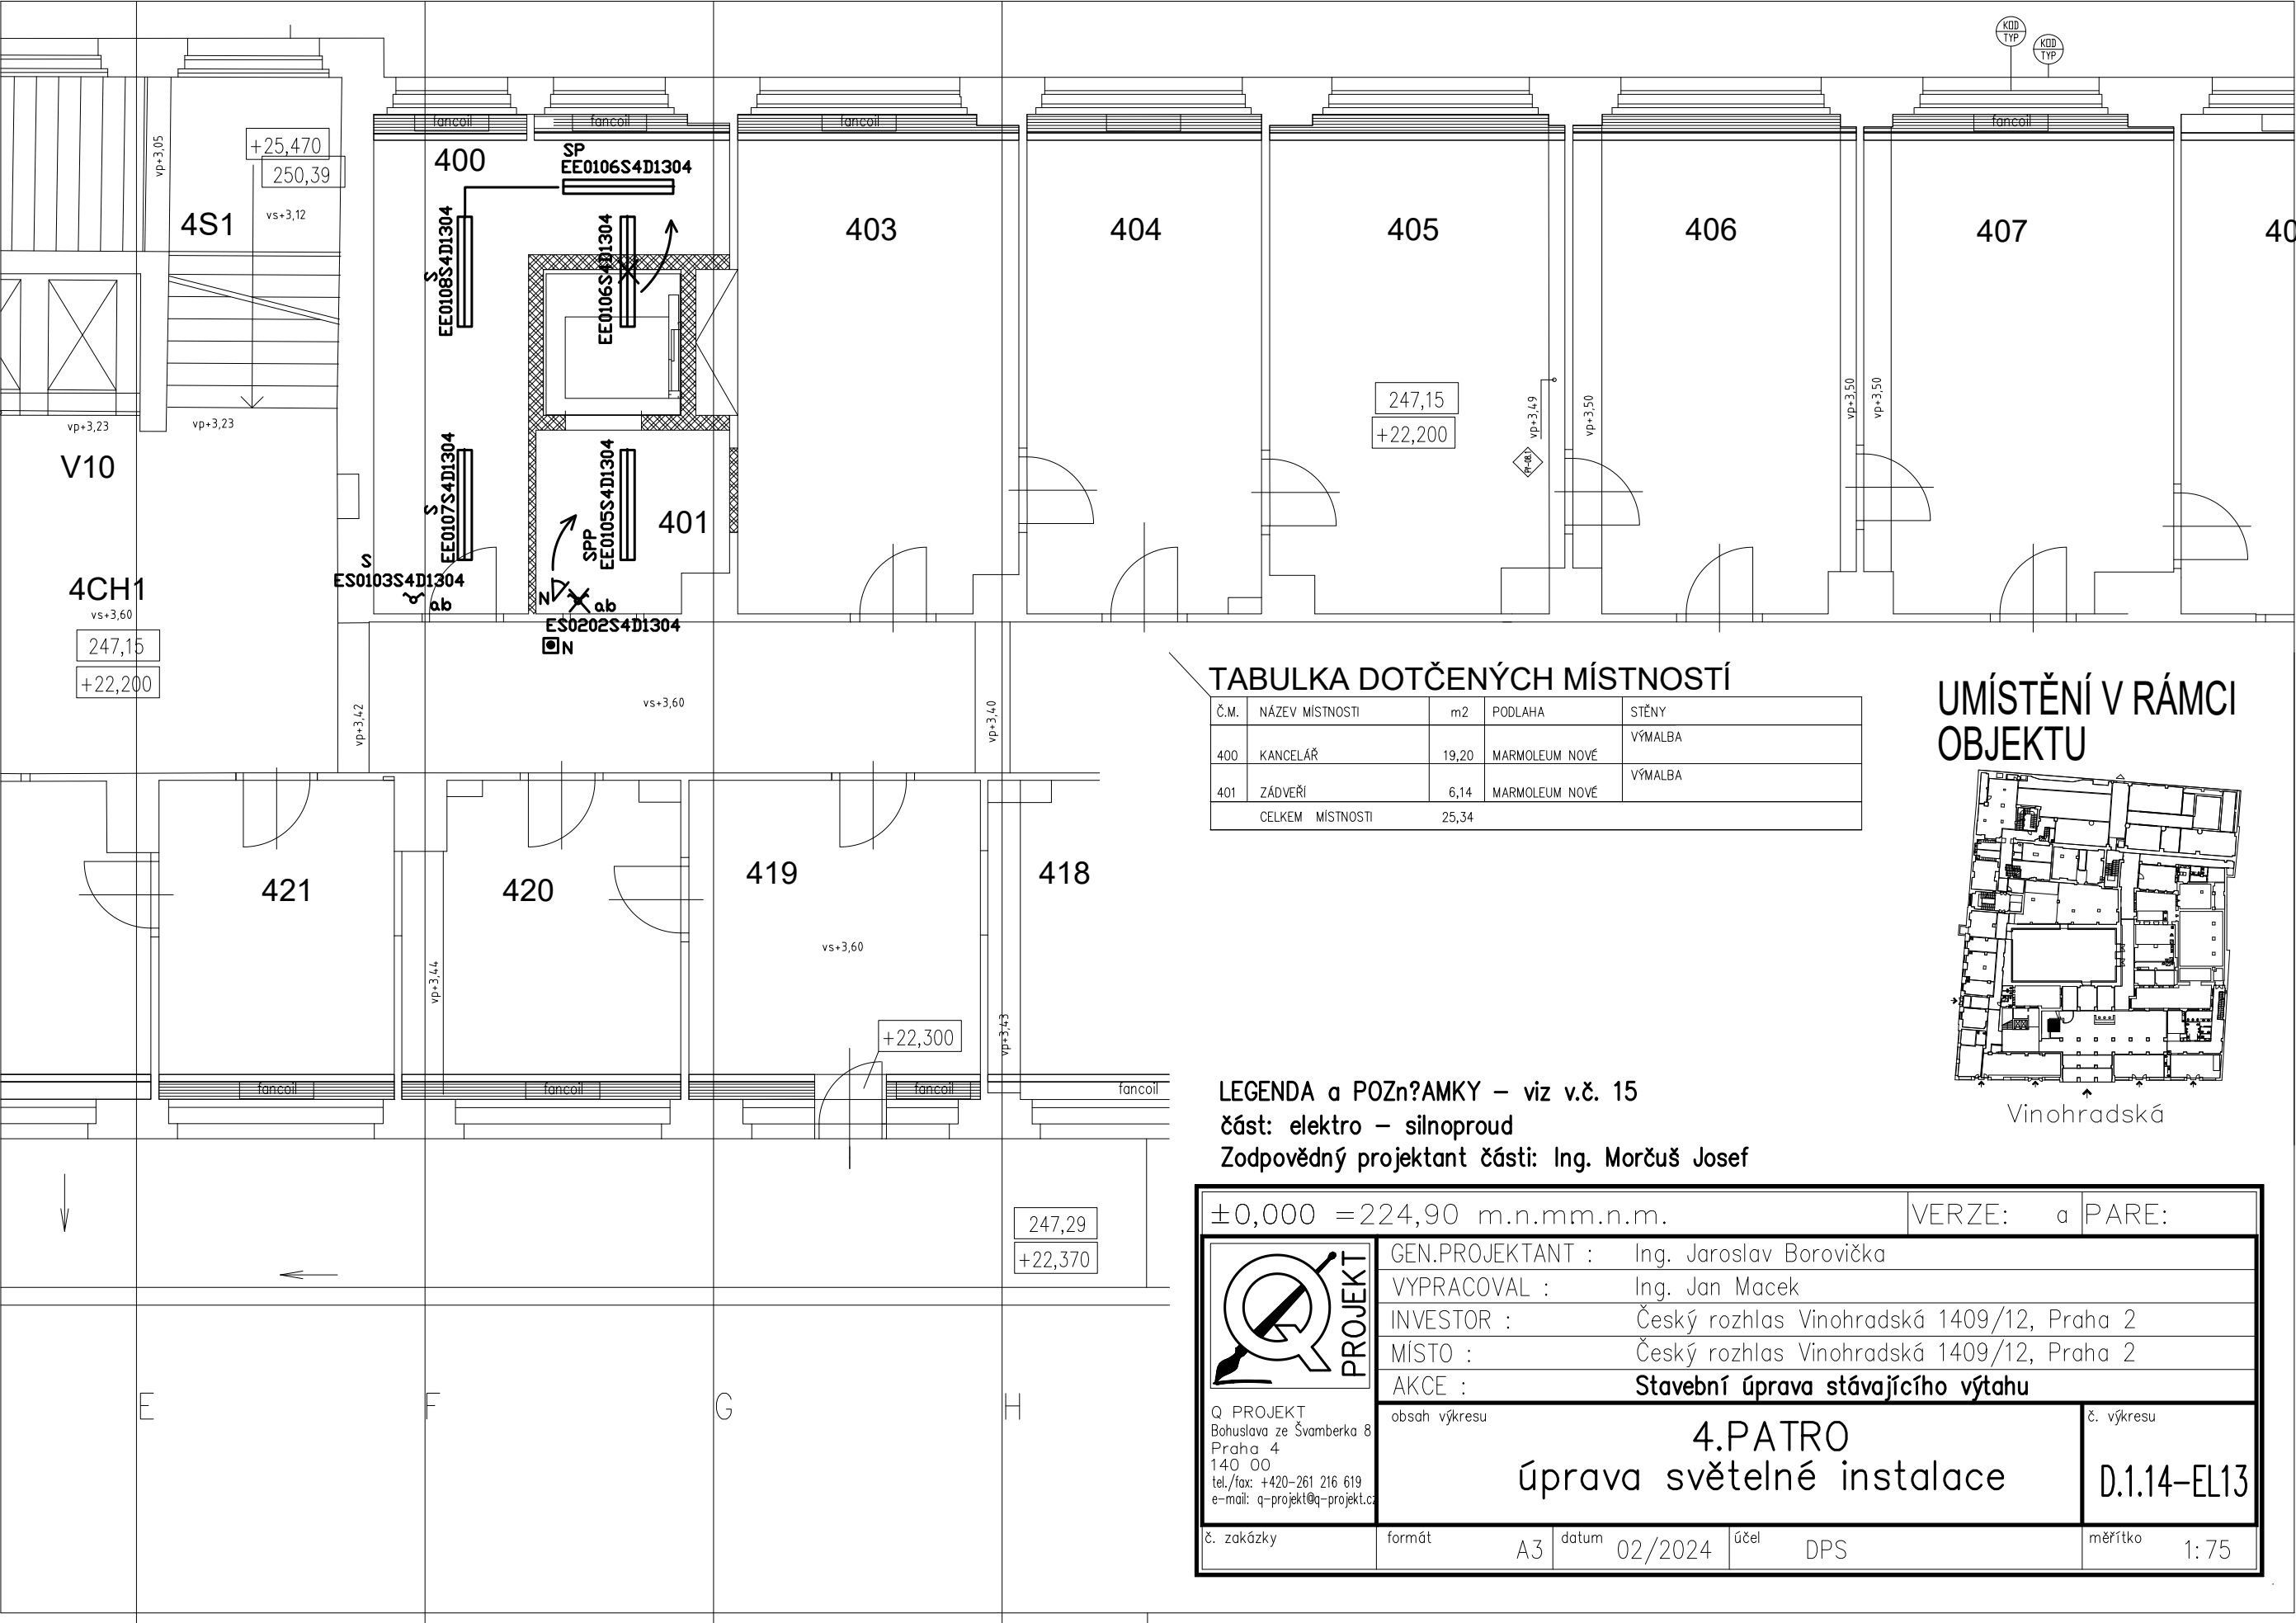 KOD
TYP
KOD
TYP
fancoil
fancoil
fancoil
fancoil
vp+3,05
+25,470
250,39
vs+3,12
4S1
400
SP
EE0106S4D1304
S
EE0108S4D1304
EE0106S4D1304
403
404
405
406
407
40
247,15
+22,200
vp+3,49
vp+3,50
vp+3,50
vp+3,50
vp+3,23
vp+3,23
V10
S
EE0107S4D1304
SPP
EE0105S4D1304
401
S
ES0103S4D1304
ab
N
ab
ES0202S4D1304
N
4CH1
vs+3,60
247,15
+22,200
vp+3,42
vs+3,60
vp+3,40
TABULKA DOTČENÝCH MÍSTNOSTÍ
Č.M. NÁZEV MÍSTNOSTI m2 PODLAHA STĚNY
400 KANCELÁŘ 19,20 MARMOLEUM NOVÉ VÝMALBA
401 ZÁDVEŘÍ 6,14 MARMOLEUM NOVÉ VÝMALBA
CELKEM MÍSTNOSTI 25,34
UMÍSTĚNÍ V RÁMCI
OBJEKTU
Vinohradská
421
420
419
418
vs+3,60
vp+3,44
vp+3,43
+22,300
fancoil
fancoil
fancoil
fancoil
247,29
+22,370
E
F
G
H
LEGENDA a POZn?AMKY – viz v.č. 15
část: elektro – silnoproud
Zodpovědný projektant části: Ing. Morčuš Josef
±0,000 =224,90 m.n.mm.n.m.
VERZE: a
PARE:
GEN.PROJEKTANT : Ing. Jaroslav Borovička
VYPRACOVAL : Ing. Jan Macek
INVESTOR : Český rozhlas Vinohradská 1409/12, Praha 2
MÍSTO : Český rozhlas Vinohradská 1409/12, Praha 2
AKCE : Stavební úprava stávajícího výtahu
PROJEKT
Q PROJEKT
Bohuslava ze Švamberka 8
Praha 4
140 00
tel./fax: +420-261 216 619
e-mail: q-projekt@q-projekt.cz
obsah výkresu
4.PATRO
úprava světelné instalace
č. výkresu
D.1.14-EL13
č. zakázky
formát A3
datum 02/2024
účel DPS
měřítko 1:75